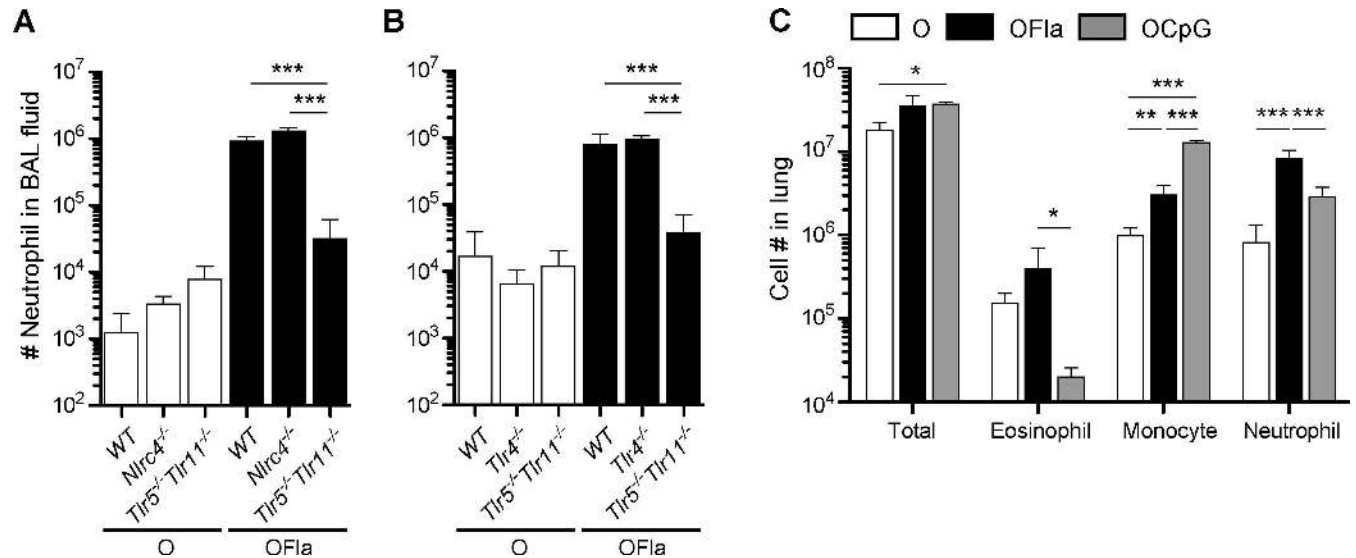 A
# Neutrophil in BAL fluid
10⁷
10⁶
10⁵
10⁴
10³
10²
***
***
WT
Nlrc4-/-
Tlr5-/-Tlr11-/-
WT
Nlrc4-/-
Tlr5-/-Tlr11-/-
O
OFla
B
10⁷
10⁶
10⁵
10⁴
10³
10²
***
***
WT
Tlr4-/-
Tlr5-/-Tlr11-/-
WT
Tlr4-/-
Tlr5-/-Tlr11-/-
O
OFla
C
O OFla OCpG
Cell # in lung
10⁸
10⁷
10⁶
10⁵
10⁴
*
*
***
** ***
*** ***
Total Eosinophil Monocyte Neutrophil